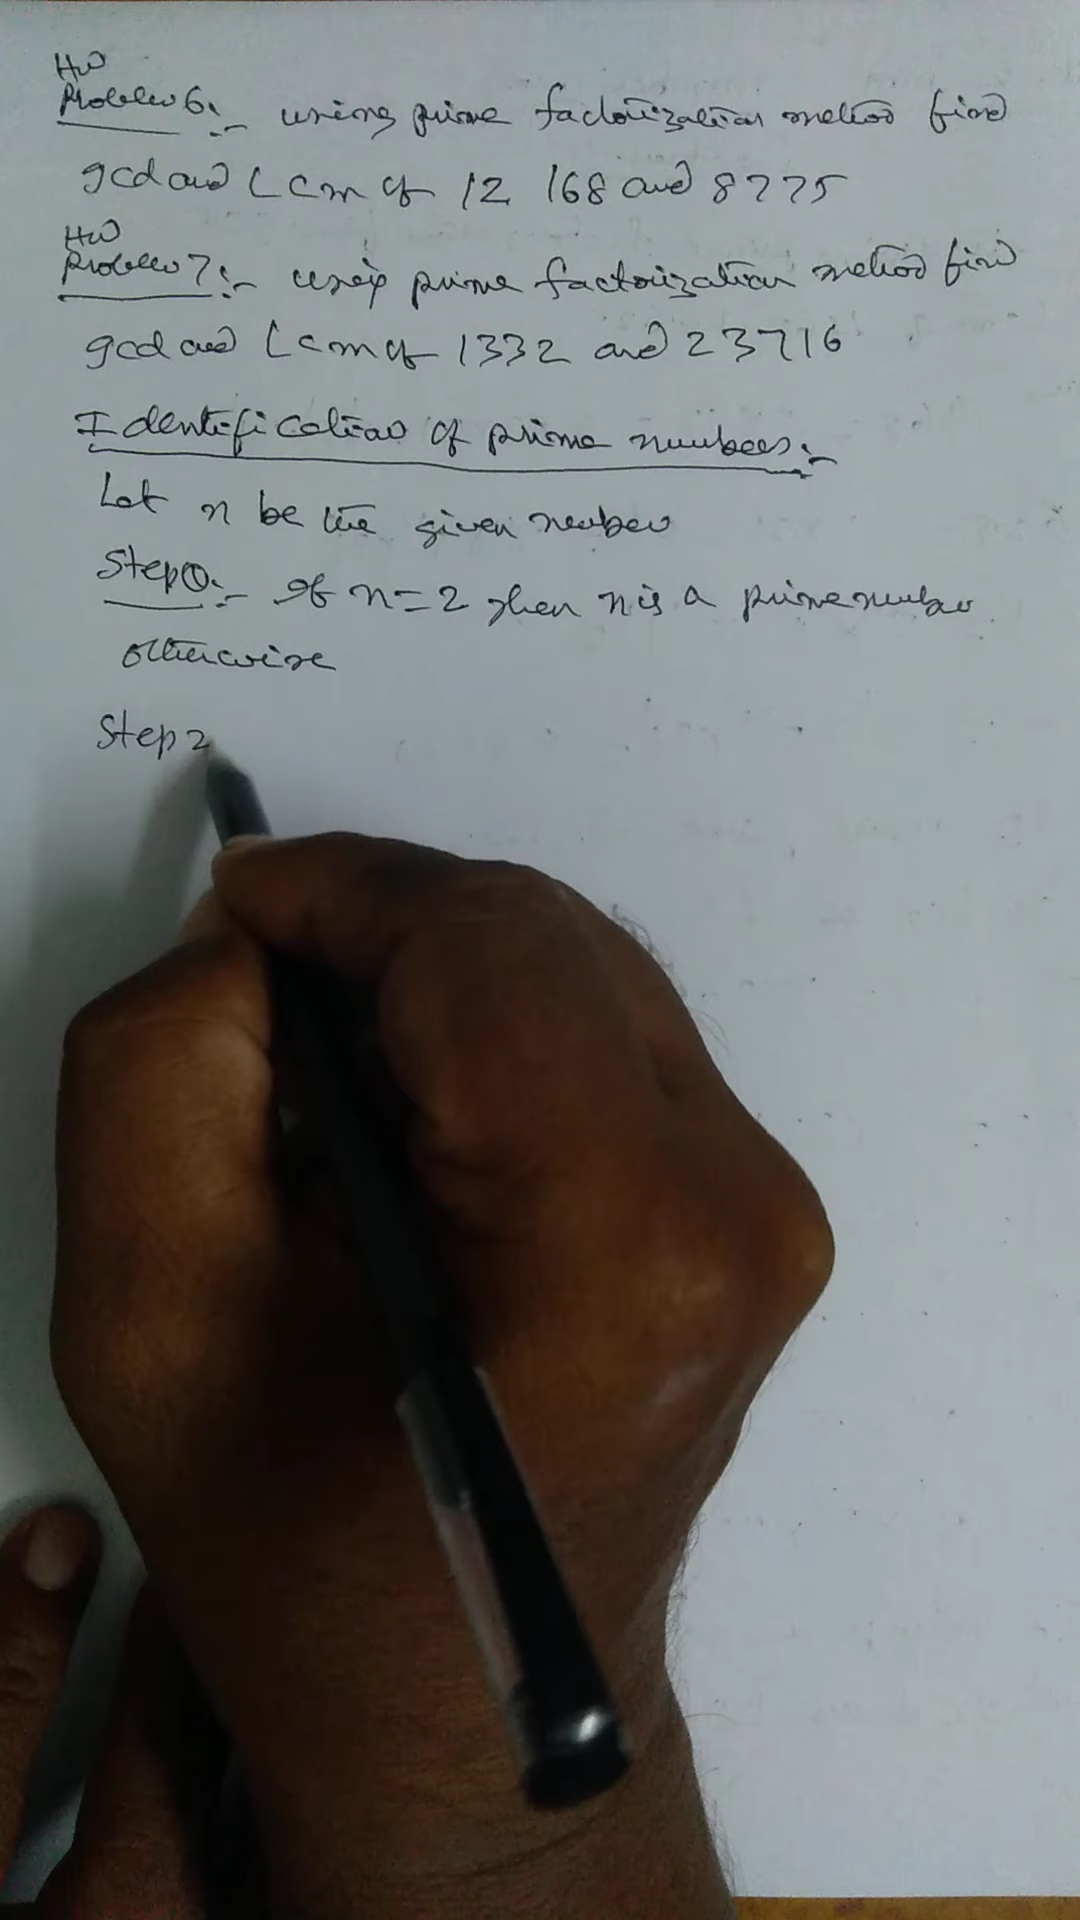 HW
Problem 6:- using prime factorization method find
gcd and LCM of 12 168 and 8775
HW
Problem 7:- using prime factorization method find
gcd and LCM of 1332 and 23716
Identification of prime numbers:-
Let n be the given number
Step①:- If n=2 then n is a prime number
otherwise
Step 2